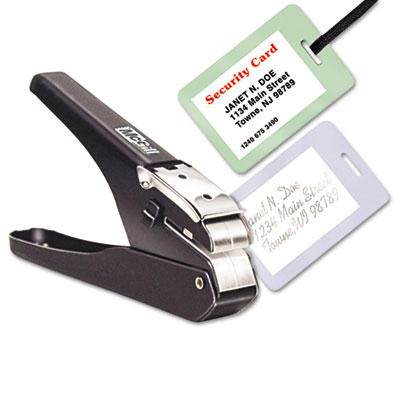 Security Card
JANET N. DOE
1134 Main Street
Towne, NJ 98789
1240 675 3490
McGill
Janet N. Doe
1234 Main Street
Towne, NJ 98789